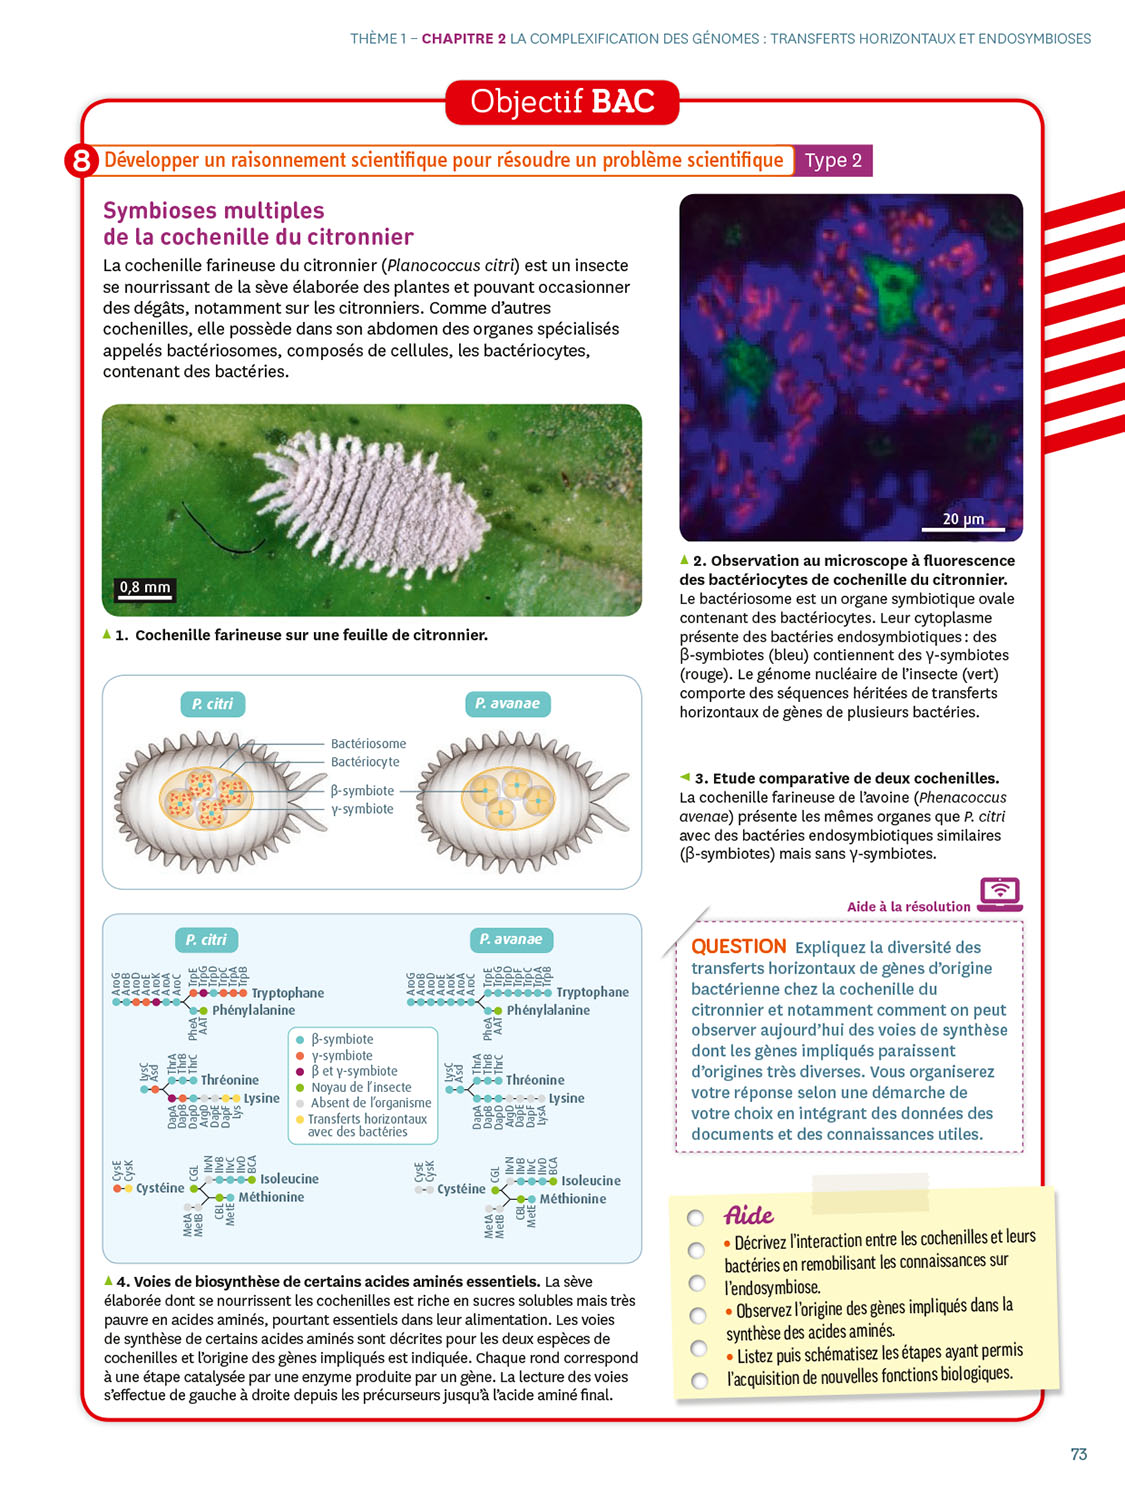 THÈME 1 – CHAPITRE 2 LA COMPLEXIFICATION DES GÉNOMES : TRANSFERTS HORIZONTAUX ET ENDOSYMBIOSES
Objectif BAC
8 Développer un raisonnement scientifique pour résoudre un problème scientifique Type 2
Symbioses multiples
de la cochenille du citronnier
La cochenille farineuse du citronnier (Planococcus citri) est un insecte
se nourrissant de la sève élaborée des plantes et pouvant occasionner
des dégâts, notamment sur les citronniers. Comme d'autres
cochenilles, elle possède dans son abdomen des organes spécialisés
appelés bactériosomes, composés de cellules, les bactériocytes,
contenant des bactéries.
0,8 mm
1. Cochenille farineuse sur une feuille de citronnier.
20 µm
2. Observation au microscope à fluorescence
des bactériocytes de cochenille du citronnier.
Le bactériosome est un organe symbiotique ovale
contenant des bactériocytes. Leur cytoplasme
présente des bactéries endosymbiotiques : des
β-symbiotes (bleu) contiennent des γ-symbiotes
(rouge). Le génome nucléaire de l'insecte (vert)
comporte des séquences héritées de transferts
horizontaux de gènes de plusieurs bactéries.
P. citri
P. avanae
Bactériosome
Bactériocyte
β-symbiote
γ-symbiote
3. Etude comparative de deux cochenilles.
La cochenille farineuse de l'avoine (Phenacoccus
avenae) présente les mêmes organes que P. citri
avec des bactéries endosymbiotiques similaires
(β-symbiotes) mais sans γ-symbiotes.
P. citri
AroG AroB AroD AroE AroK AroA AroC
TrpE TrpG TrpD TrpC TrpA TrpB
Tryptophane
Phénylalanine
PheA AAT
LysC Asd
ThrA ThrB ThrC
Thréonine
Lysine
DapA DapB DapD ArgD DapE DapF Lys
CysE CysK
Cystéine
CGL
IlvN IlvB IlvC IlvD BCA
Isoleucine
Méthionine
MetA MetB
CBL MetE
β-symbiote
γ-symbiote
β et γ-symbiote
Noyau de l'insecte
Absent de l'organisme
Transferts horizontaux
avec des bactéries
P. avanae
AroG AroB AroD AroE AroK AroA AroC
TrpE TrpG TrpD TrpF TrpC TrpA TrpB
Tryptophane
Phénylalanine
PheA AAT
LysC Asd
ThrA ThrB ThrC
Thréonine
Lysine
DapA DapB DapD ArgD DapE DapF LysA
CysE CysK
Cystéine
CGL
IlvN IlvB IlvC IlvD BCA
Isoleucine
Méthionine
MetA MetB
CBL MetE
4. Voies de biosynthèse de certains acides aminés essentiels. La sève
élaborée dont se nourrissent les cochenilles est riche en sucres solubles mais très
pauvre en acides aminés, pourtant essentiels dans leur alimentation. Les voies
de synthèse de certains acides aminés sont décrites pour les deux espèces de
cochenilles et l'origine des gènes impliqués est indiquée. Chaque rond correspond
à une étape catalysée par une enzyme produite par un gène. La lecture des voies
s'effectue de gauche à droite depuis les précurseurs jusqu'à l'acide aminé final.
Aide à la résolution
QUESTION Expliquez la diversité des
transferts horizontaux de gènes d'origine
bactérienne chez la cochenille du
citronnier et notamment comment on peut
observer aujourd'hui des voies de synthèse
dont les gènes impliqués paraissent
d'origines très diverses. Vous organiserez
votre réponse selon une démarche de
votre choix en intégrant des données des
documents et des connaissances utiles.
Aide
• Décrivez l'interaction entre les cochenilles et leurs
bactéries en remobilisant les connaissances sur
l'endosymbiose.
• Observez l'origine des gènes impliqués dans la
synthèse des acides aminés.
• Listez puis schématisez les étapes ayant permis
l'acquisition de nouvelles fonctions biologiques.
73